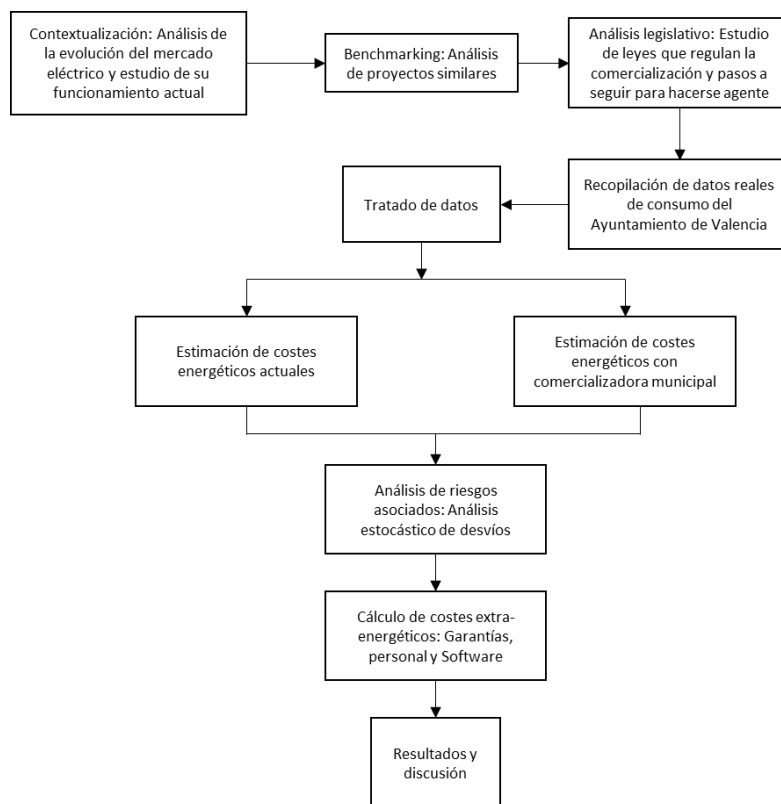 Contextualización: Análisis de
la evolución del mercado
eléctrico y estudio de su
funcionamiento actual
Benchmarking: Análisis
de proyectos similares
Análisis legislativo: Estudio
de leyes que regulan la
comercialización y pasos a
seguir para hacerse agente
Recopilación de datos reales
de consumo del
Ayuntamiento de Valencia
Tratado de datos
Estimación de costes
energéticos actuales
Estimación de costes
energéticos con
comercializadora municipal
Análisis de riesgos
asociados: Análisis
estocástico de desvíos
Cálculo de costes extra-
energéticos: Garantías,
personal y Software
Resultados y
discusión